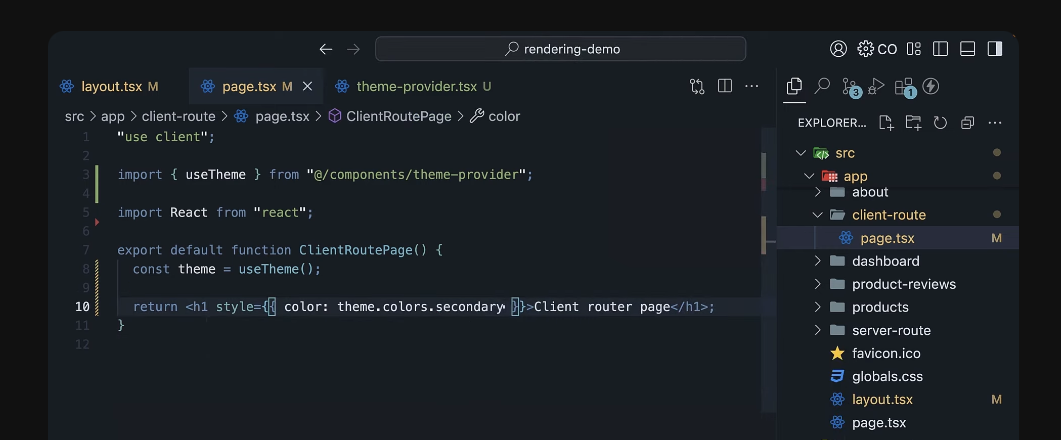 rendering-demo
CO
layout.tsx M
page.tsx M
theme-provider.tsx U
3
1
src > app > client-route > page.tsx > ClientRoutePage > color
EXPLORER...
1 "use client";
2
3 import { useTheme } from "@/components/theme-provider";
4
5 import React from "react";
6
7 export default function ClientRoutePage() {
8 const theme = useTheme();
9
10 return <h1 style={{ color: theme.colors.secondary }}>Client router page</h1>;
11 }
12
src
app
about
client-route
page.tsx M
dashboard
product-reviews
products
server-route
favicon.ico
globals.css
layout.tsx M
page.tsx